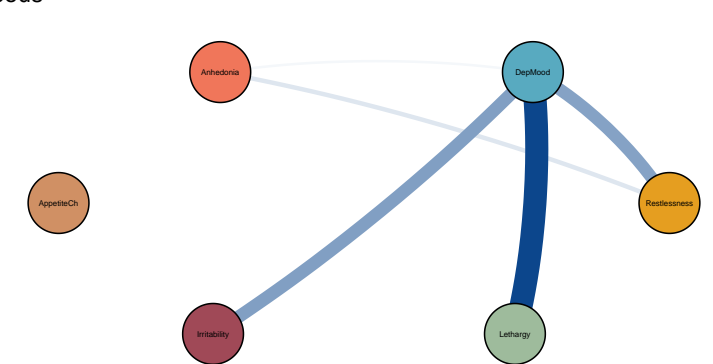 Anhedonia
DepMood
AppetiteCh
Restlessness
Irritability
Lethargy